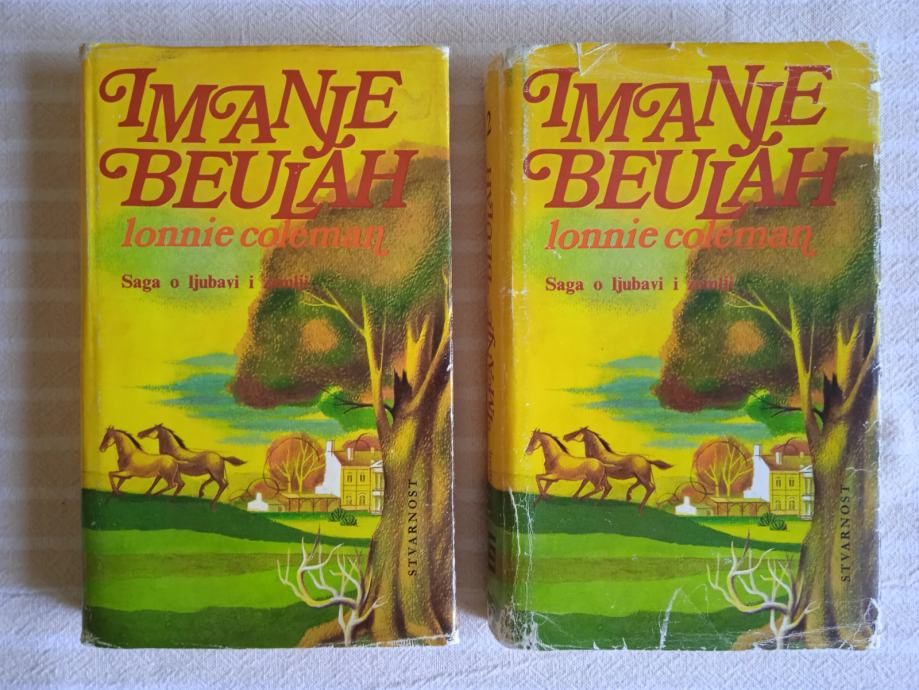 IMANJE
BEULAH
lonnie coleman
Saga o ljubavi i zemlji
STVARNOST
IMANJE
BEULAH
lonnie coleman
Saga o ljubavi i zemlji
STVARNOST